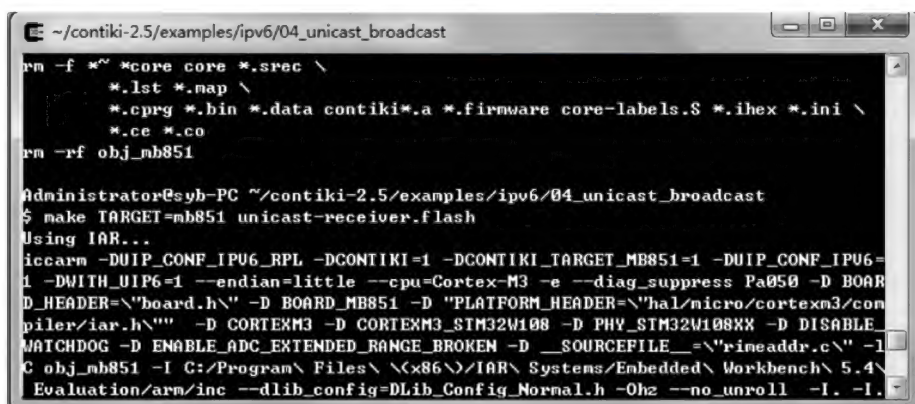 ~/contiki-2.5/examples/ipv6/04_unicast_broadcast
rm -f *~ *core core *.srec \
*.lst *.map \
*.cprg *.bin *.data contiki*.a *.firmware core-labels.S *.ihex *.ini \
*.ce *.co
rm -rf obj_mb851
Administrator@syb-PC ~/contiki-2.5/examples/ipv6/04_unicast_broadcast
$ make TARGET=mb851 unicast-receiver.flash
Using IAR...
iccarm -DUIP_CONF_IPV6_RPL -DCONTIKI=1 -DCONTIKI_TARGET_MB851=1 -DUIP_CONF_IPV6=
1 -DWITH_UIP6=1 --endian=little --cpu=Cortex-M3 -e --diag_suppress Pa050 -D BOAR
D_HEADER=\"board.h\" -D BOARD_MB851 -D "PLATFORM_HEADER=\"hal/micro/cortexm3/com
piler/iar.h\"" -D CORTEXM3 -D CORTEXM3_STM32W108 -D PHY_STM32W108XX -D DISABLE_
WATCHDOG -D ENABLE_ADC_EXTENDED_RANGE_BROKEN -D __SOURCEFILE__=\"rimeaddr.c\" -l
C obj_mb851 -I C:/Program\ Files\ \(x86\)/IAR\ Systems/Embedded\ Workbench\ 5.4\
Evaluation/arm/inc --dlib_config=DLib_Config_Normal.h -Ohz --no_unroll -I. -I.